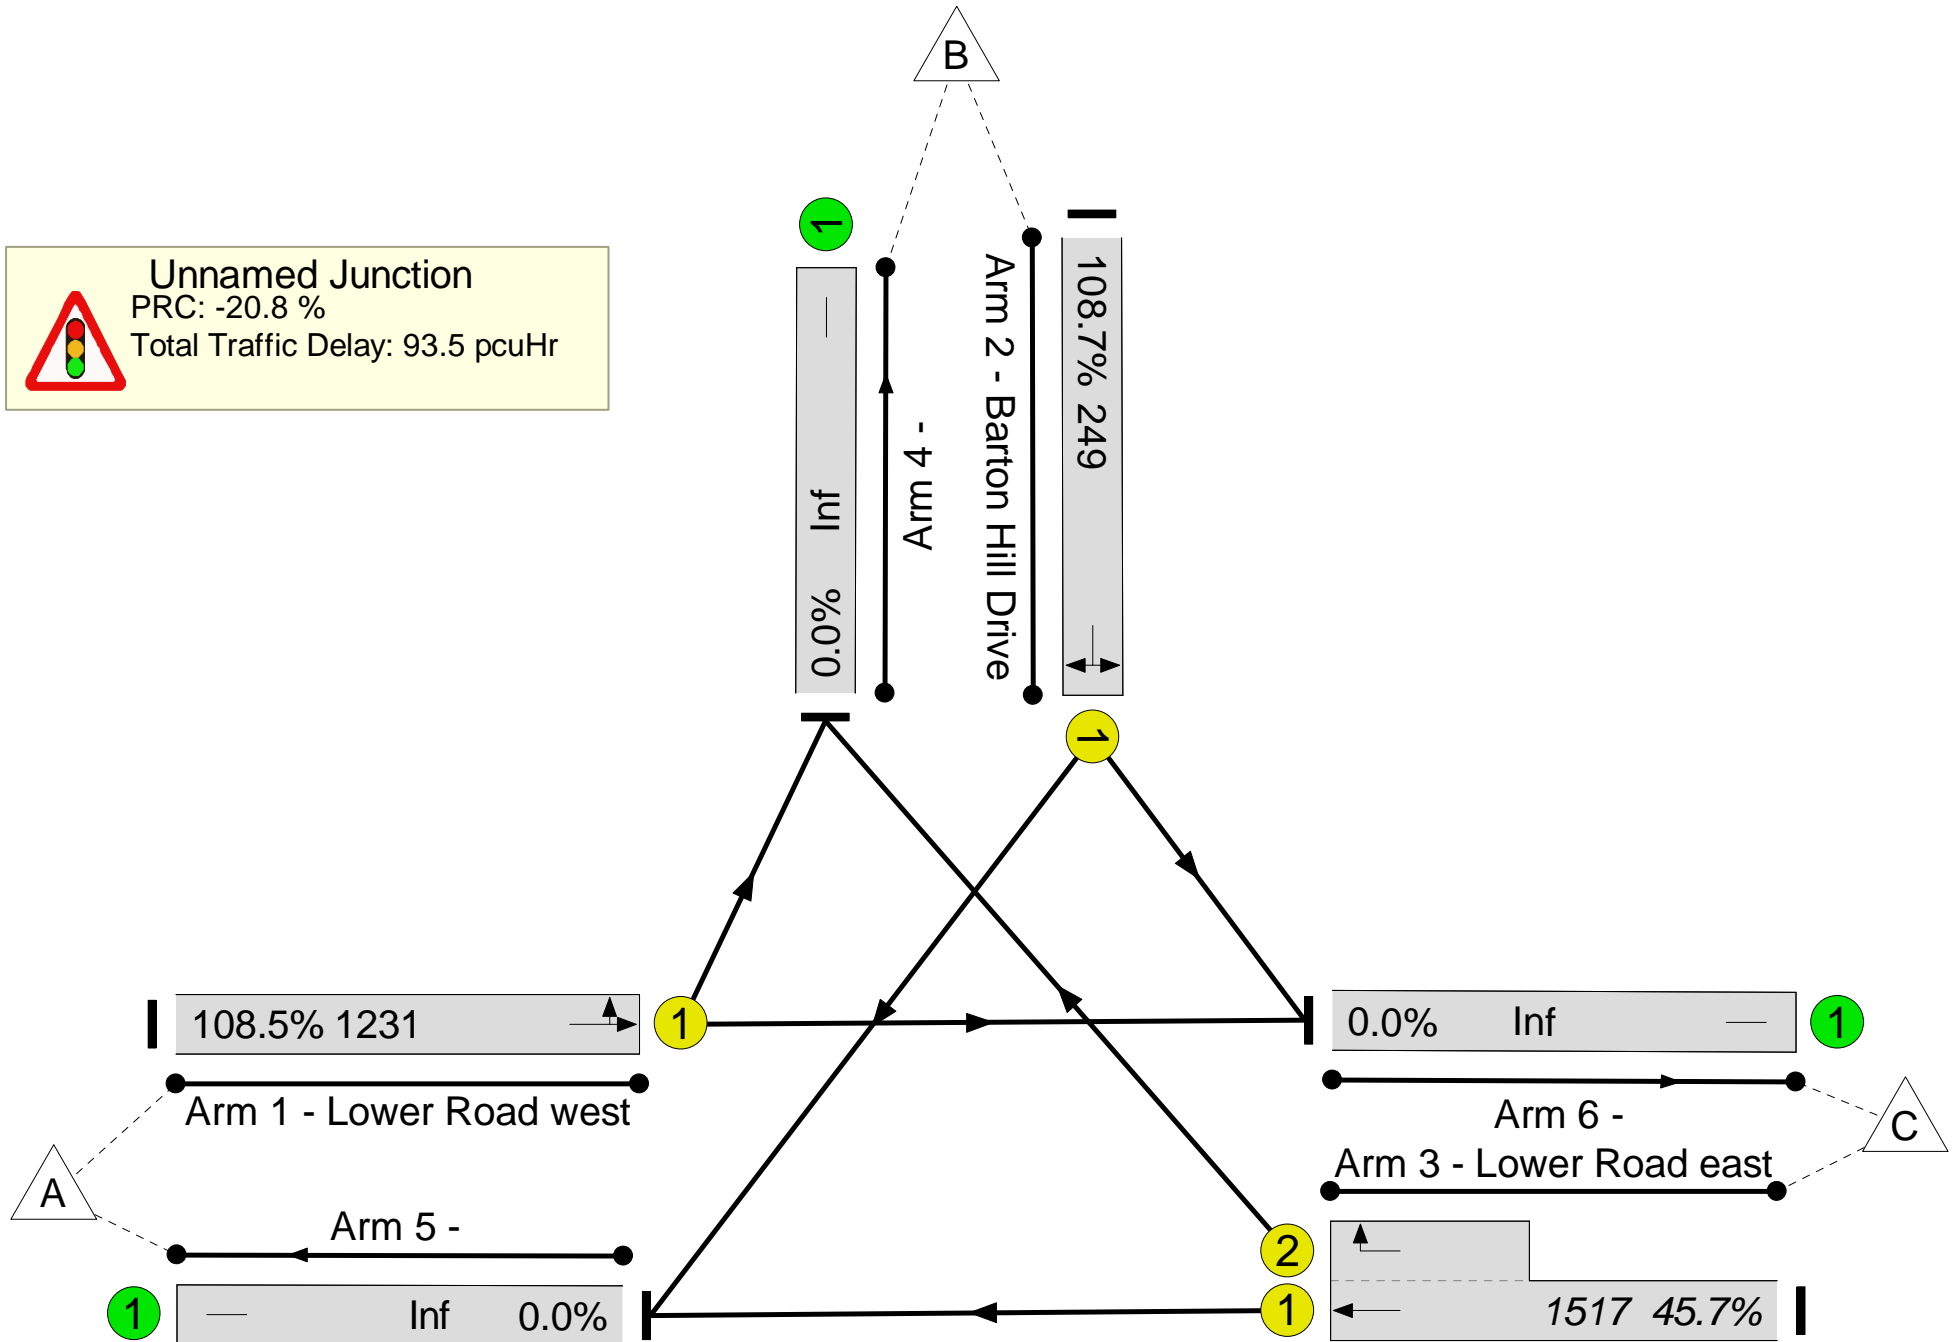 B
Unnamed Junction
PRC: -20.8 %
Total Traffic Delay: 93.5 pcuHr
1
0.0% Inf
Arm 4 -
Arm 2 - Barton Hill Drive
108.7% 249
1
108.5% 1231
1
Arm 1 - Lower Road west
0.0% Inf
1
Arm 6 -
C
Arm 3 - Lower Road east
A
Arm 5 -
1
Inf 0.0%
2
1
1517 45.7%